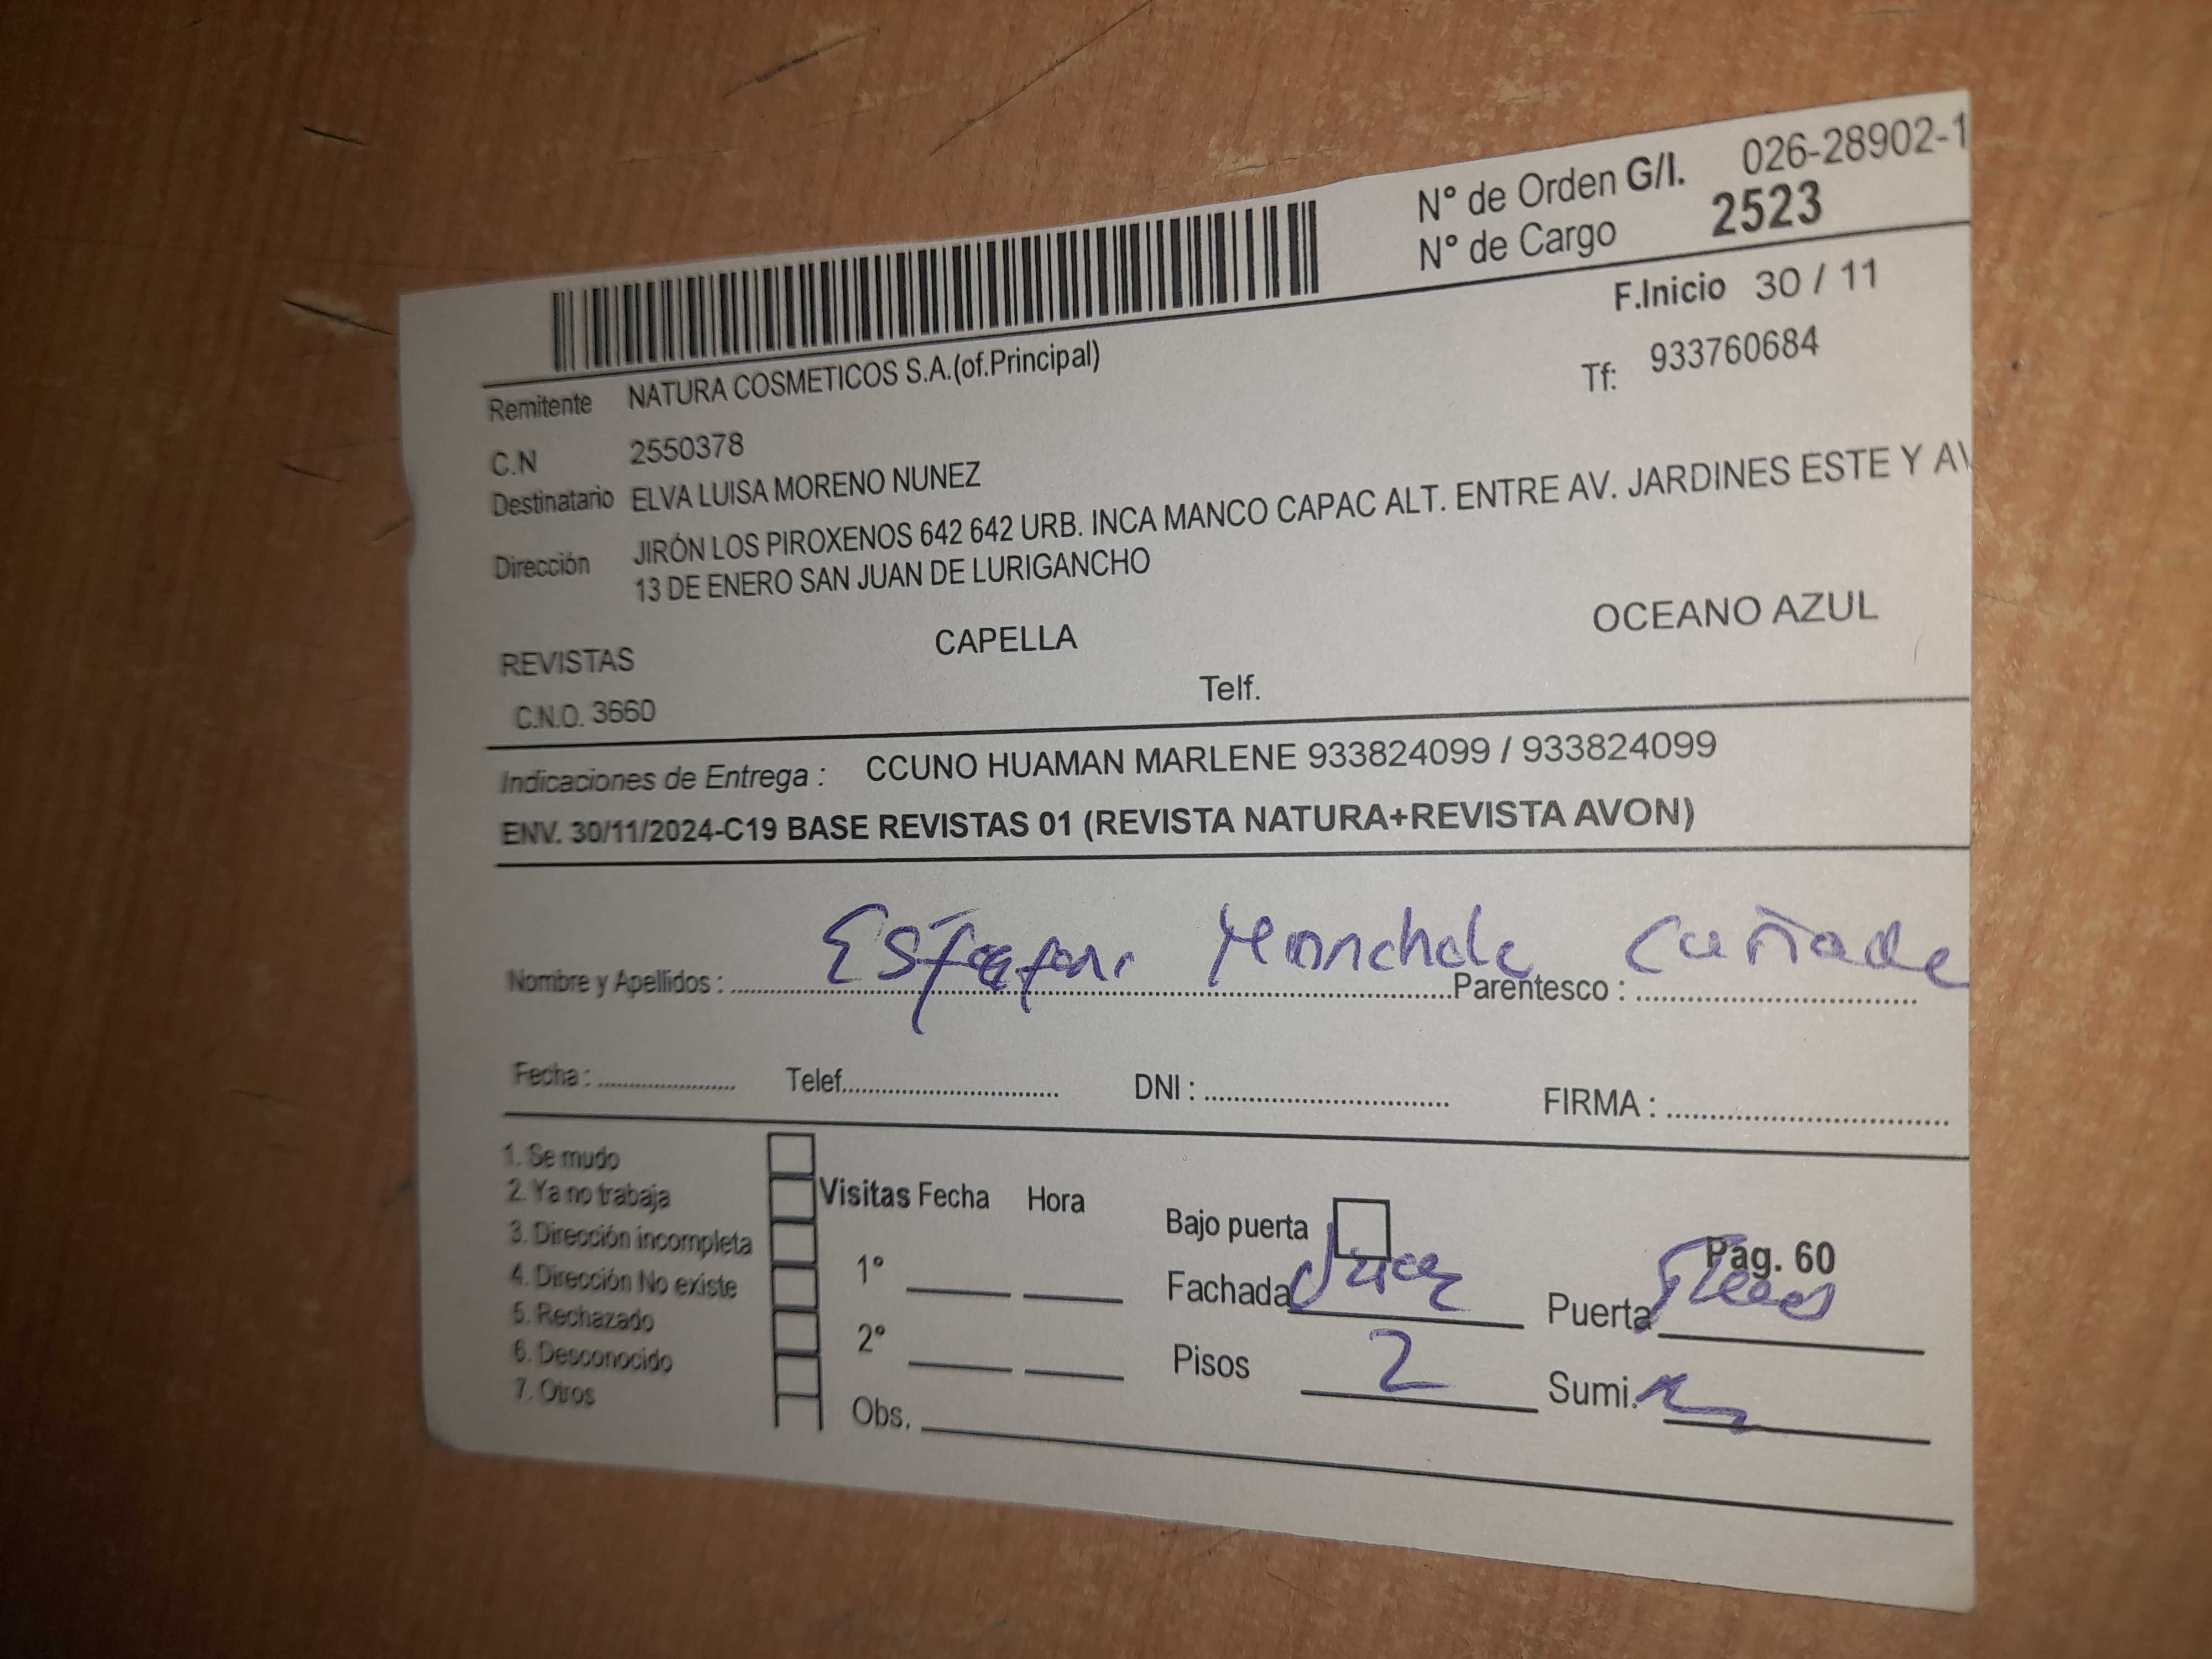 N° de Orden G/I. 026-28902-1
N° de Cargo 2523
F.Inicio 30 / 11
Remitente NATURA COSMETICOS S.A.(of.Principal)
Tf: 933760684
C.N 2550378
Destinatario ELVA LUISA MORENO NUNEZ
Dirección JIRÓN LOS PIROXENOS 642 642 URB. INCA MANCO CAPAC ALT. ENTRE AV. JARDINES ESTE Y AV
13 DE ENERO SAN JUAN DE LURIGANCHO
REVISTAS CAPELLA OCEANO AZUL
C.N.O. 3660 Telf.
Indicaciones de Entrega : CCUNO HUAMAN MARLENE 933824099 / 933824099
ENV. 30/11/2024-C19 BASE REVISTAS 01 (REVISTA NATURA+REVISTA AVON)
Nombre y Apellidos : Parentesco : Cuñada
Fecha : Telef. DNI : FIRMA :
1. Se mudo
2. Ya no trabaja
3. Dirección incompleta
4. Dirección No existe
5. Rechazado
6. Desconocido
7. Otros
Visitas Fecha Hora
1°
2°
Obs.
Bajo puerta
Pág. 60
Fachada Puerta
Pisos 2 Sumi.